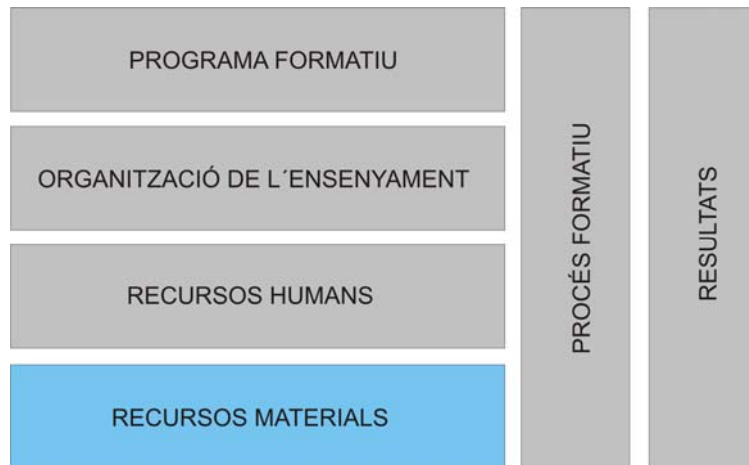 PROGRAMA FORMATIU
ORGANITZACIÓ DE L´ENSENYAMENT
RECURSOS HUMANS
RECURSOS MATERIALS
PROCÉS FORMATIU
RESULTATS